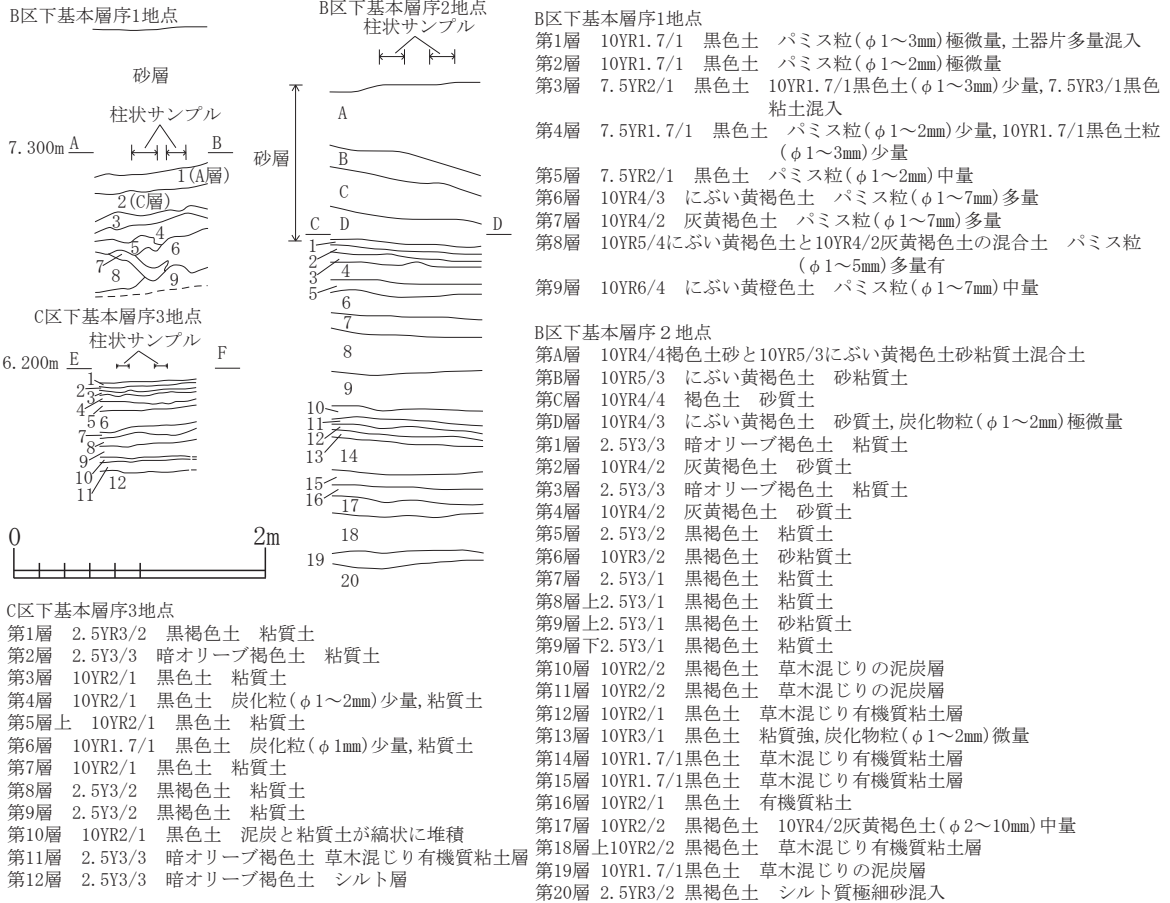 B区下基本層序1地点
砂層
柱状サンプル
7.300m A B
1(A層)
2(C層)
3
4
5
6
7
8
9
C区下基本層序3地点
柱状サンプル
6.200m E F
1
2
3
4
5 6
7
8
9
10
11
12
0 2m
B区下基本層序2地点
柱状サンプル
砂層
A
B
C
C D D
1
2
3
4
5
6
7
8
9
10
11
12
13 14
15
16
17
18
19
20
C区下基本層序3地点
第1層 2.5YR3/2 黒褐色土 粘質土
第2層 2.5Y3/3 暗オリーブ褐色土 粘質土
第3層 10YR2/1 黒色土 粘質土
第4層 10YR2/1 黒色土 炭化粒(φ1～2㎜)少量,粘質土
第5層上 10YR2/1 黒色土 粘質土
第6層 10YR1.7/1 黒色土 炭化粒(φ1㎜)少量,粘質土
第7層 10YR2/1 黒色土 粘質土
第8層 2.5Y3/2 黒褐色土 粘質土
第9層 2.5Y3/2 黒褐色土 粘質土
第10層 10YR2/1 黒色土 泥炭と粘質土が縞状に堆積
第11層 2.5Y3/3 暗オリーブ褐色土 草木混じり有機質粘土層
第12層 2.5Y3/3 暗オリーブ褐色土 シルト層
B区下基本層序1地点
第1層 10YR1.7/1 黒色土 パミス粒(φ1～3㎜)極微量,土器片多量混入
第2層 10YR1.7/1 黒色土 パミス粒(φ1～2㎜)極微量
第3層 7.5YR2/1 黒色土 10YR1.7/1黒色土(φ1～3㎜)少量,7.5YR3/1黒色
粘土混入
第4層 7.5YR1.7/1 黒色土 パミス粒(φ1～2㎜)少量,10YR1.7/1黒色土粒
(φ1～3㎜)少量
第5層 7.5YR2/1 黒色土 パミス粒(φ1～2㎜)中量
第6層 10YR4/3 にぶい黄褐色土 パミス粒(φ1～7㎜)多量
第7層 10YR4/2 灰黄褐色土 パミス粒(φ1～7㎜)多量
第8層 10YR5/4にぶい黄褐色土と10YR4/2灰黄褐色土の混合土 パミス粒
(φ1～5㎜)多量有
第9層 10YR6/4 にぶい黄橙色土 パミス粒(φ1～7㎜)中量
B区下基本層序２地点
第A層 10YR4/4褐色土砂と10YR5/3にぶい黄褐色土砂粘質土混合土
第B層 10YR5/3 にぶい黄褐色土 砂粘質土
第C層 10YR4/4 褐色土 砂質土
第D層 10YR4/3 にぶい黄褐色土 砂質土,炭化物粒(φ1～2㎜)極微量
第1層 2.5Y3/3 暗オリーブ褐色土 粘質土
第2層 10YR4/2 灰黄褐色土 砂質土
第3層 2.5Y3/3 暗オリーブ褐色土 粘質土
第4層 10YR4/2 灰黄褐色土 砂質土
第5層 2.5Y3/2 黒褐色土 粘質土
第6層 10YR3/2 黒褐色土 砂粘質土
第7層 2.5Y3/1 黒褐色土 粘質土
第8層上2.5Y3/1 黒褐色土 粘質土
第9層上2.5Y3/1 黒褐色土 砂粘質土
第9層下2.5Y3/1 黒褐色土 粘質土
第10層 10YR2/2 黒褐色土 草木混じりの泥炭層
第11層 10YR2/2 黒褐色土 草木混じりの泥炭層
第12層 10YR2/1 黒色土 草木混じり有機質粘土層
第13層 10YR3/1 黒色土 粘質強,炭化物粒(φ1～2㎜)微量
第14層 10YR1.7/1黒色土 草木混じり有機質粘土層
第15層 10YR1.7/1黒色土 草木混じり有機質粘土層
第16層 10YR2/1 黒色土 有機質粘土
第17層 10YR2/2 黒褐色土 10YR4/2灰黄褐色土(φ2～10㎜)中量
第18層上10YR2/2 黒褐色土 草木混じり有機質粘土層
第19層 10YR1.7/1黒色土 草木混じりの泥炭層
第20層 2.5YR3/2 黒褐色土 シルト質極細砂混入